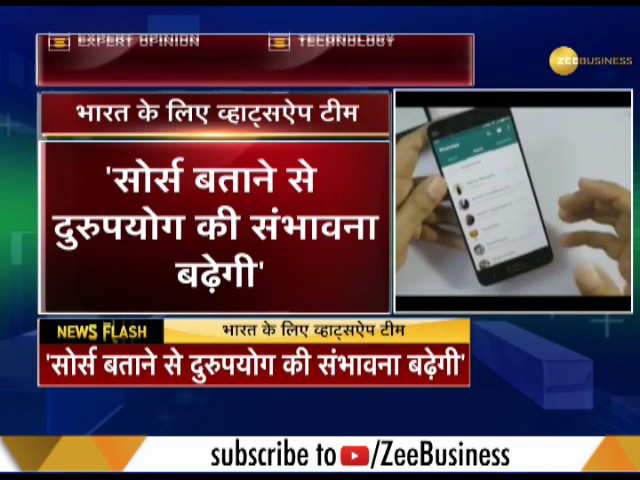 EXPERT OPINION
TECHNOLOGY
ZEEBUSINESS
भारत के लिए व्हाट्सऐप टीम
'सोर्स बताने से
दुरुपयोग की संभावना
बढ़ेगी'
WhatsApp
NEWS FLASH
भारत के लिए व्हाट्सऐप टीम
'सोर्स बताने से दुरुपयोग की संभावना बढ़ेगी'
subscribe to /ZeeBusiness